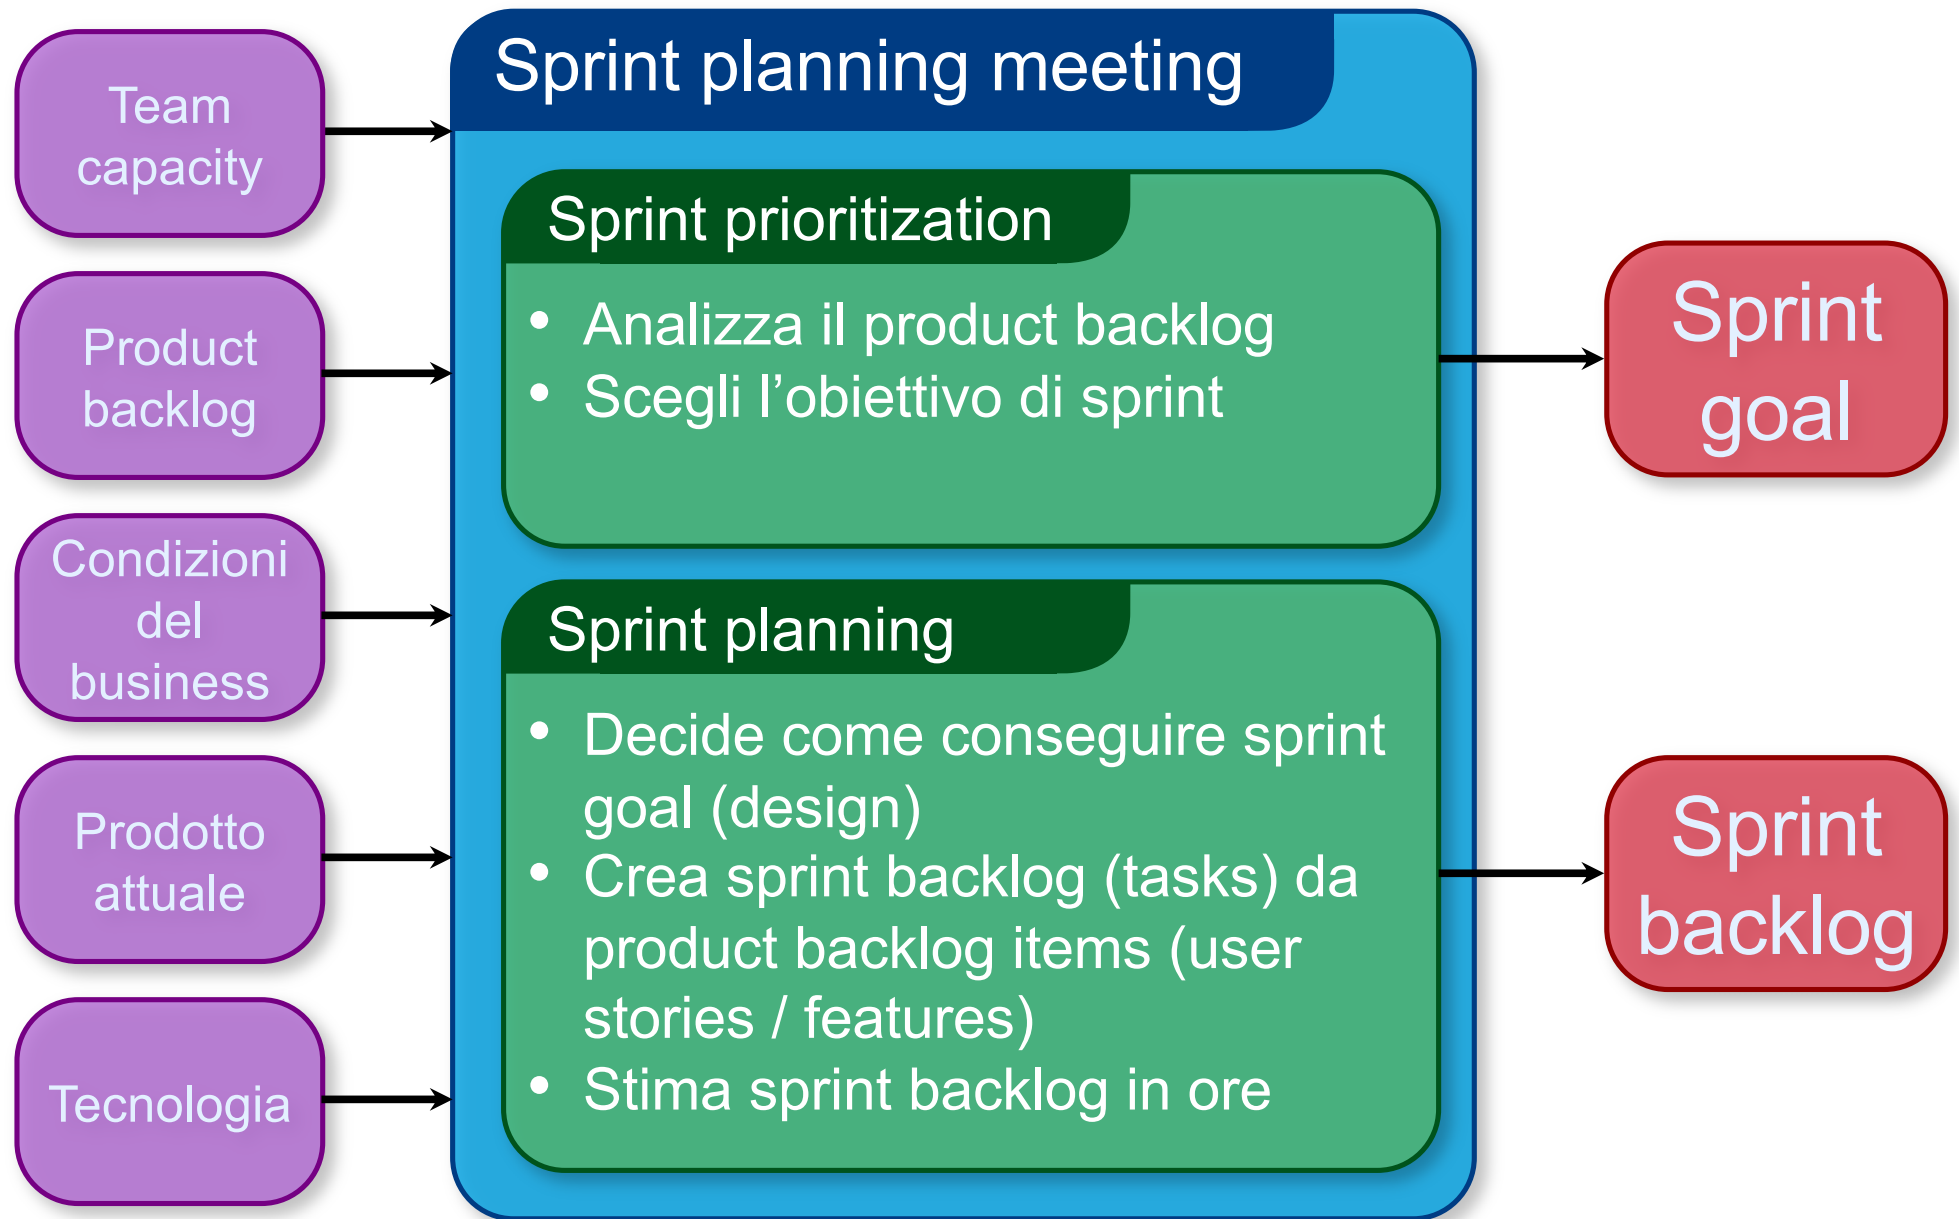 Team
capacity
Product
backlog
Condizioni
del
business
Prodotto
attuale
Tecnologia
Sprint planning meeting
Sprint prioritization
• Analizza il product backlog
• Scegli l’obiettivo di sprint
Sprint planning
• Decide come conseguire sprint
goal (design)
• Crea sprint backlog (tasks) da
product backlog items (user
stories / features)
• Stima sprint backlog in ore
Sprint
goal
Sprint
backlog